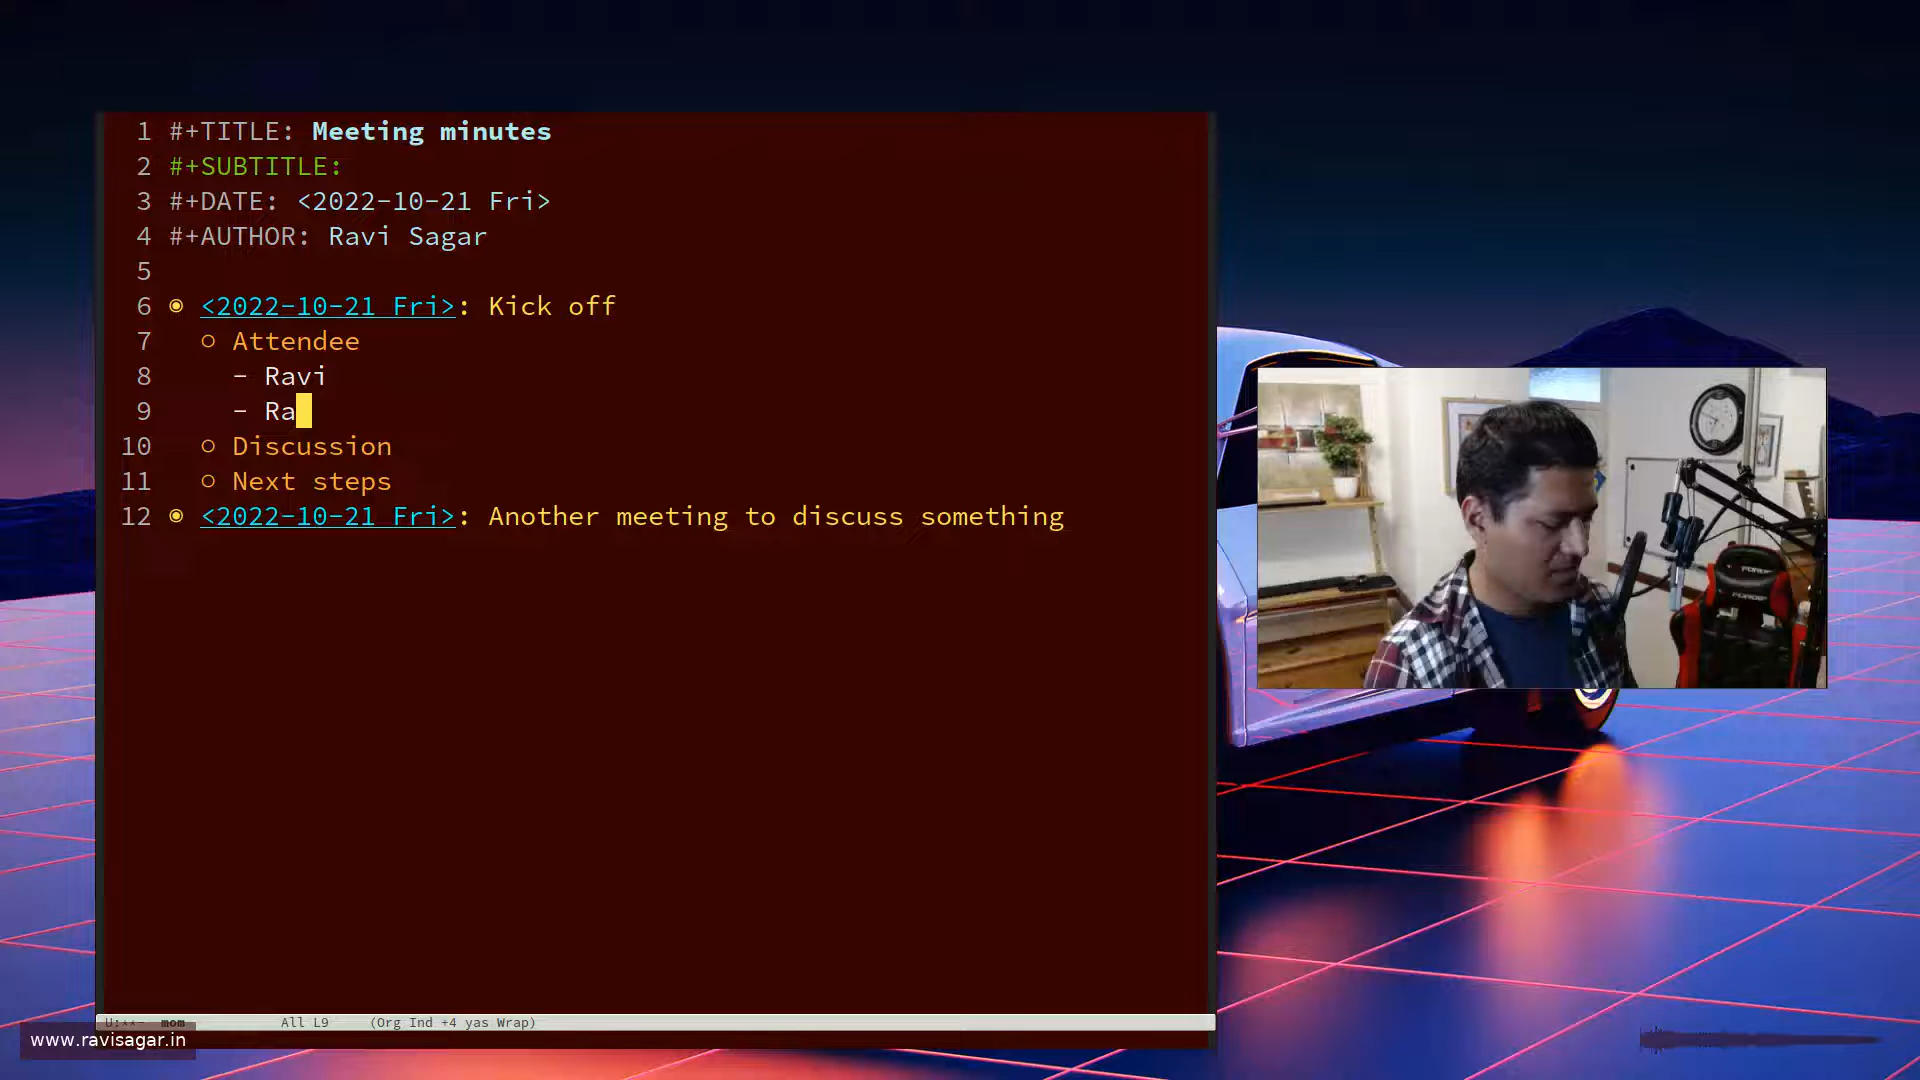 1 #+TITLE: Meeting minutes
2 #+SUBTITLE:
3 #+DATE: <2022-10-21 Fri>
4 #+AUTHOR: Ravi Sagar
5
6 ◉ <2022-10-21 Fri>: Kick off
7 ○ Attendee
8 - Ravi
9 - Ra
10 ○ Discussion
11 ○ Next steps
12 ◉ <2022-10-21 Fri>: Another meeting to discuss something
U:**- mom All L9 (Org Ind +4 yas Wrap)
www.ravisagar.in